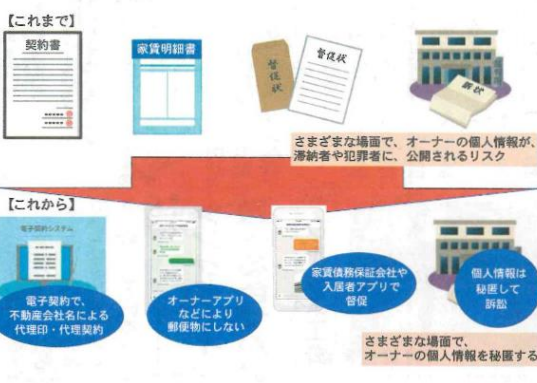 【これまで】
契約書
家賃明細書
督促状
督促状
訴状
さまざまな場面で、オーナーの個人情報が、
滞納者や犯罪者に、公開されるリスク
【これから】
電子契約システム
電子契約で、
不動産会社名による
代理印・代理契約
オーナーアプリ
などにより
郵便物にしない
家賃債務保証会社や
入居者アプリで
督促
個人情報は
秘匿して
訴訟
さまざまな場面で、
オーナーの個人情報を秘匿する